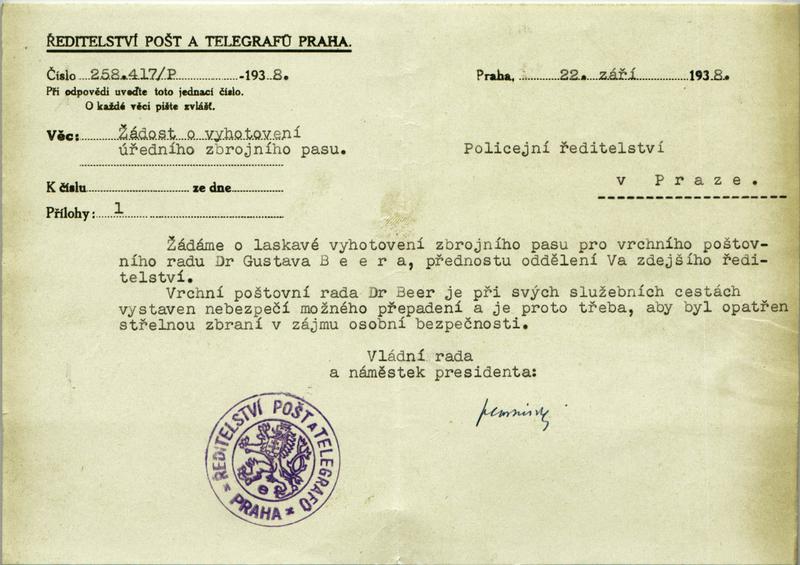 ŘEDITELSTVÍ POŠT A TELEGRAFŮ PRAHA.
Číslo 258.417/P -1938.
Praha, 22. září 1938.
Při odpovědi uveďte toto jednací číslo.
O každé věci pište zvlášť.
Věc: Žádost o vyhotovení
úředního zbrojního pasu.
Policejní ředitelství
v Praze.
K číslu ze dne
Přílohy: 1
Žádáme o laskavé vyhotovení zbrojního pasu pro vrchního poštov-
ního radu Dr Gustava B e e r a, přednostu oddělení Va zdejšího ředi-
telství.
Vrchní poštovní rada Dr Beer je při svých služebních cestách
vystaven nebezpečí možného přepadení a je proto třeba, aby byl opatřen
střelnou zbraní v zájmu osobní bezpečnosti.
Vládní rada
a náměstek presidenta:
ŘEDITELSTVÍ POŠT A TELEGRAFŮ
PRAHA